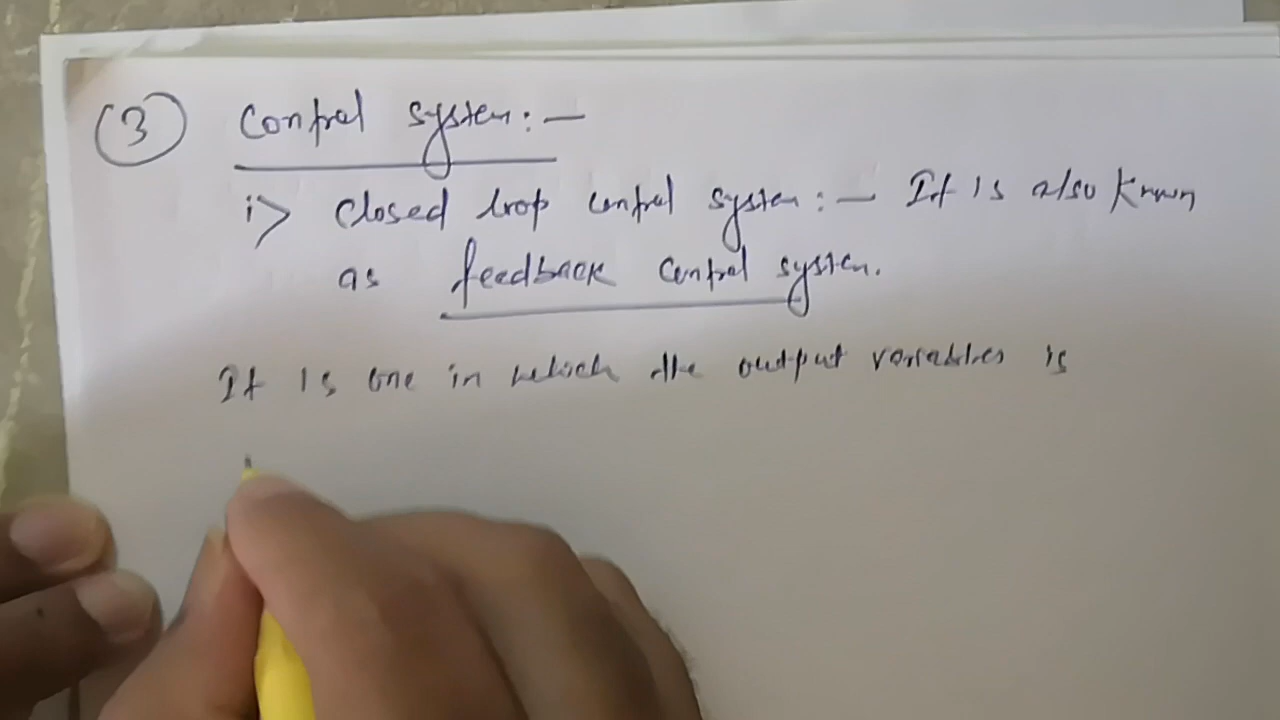 (3) Control system: —
i> Closed loop control system: — It is also known
as feedback control system.
It is one in which the output variables is